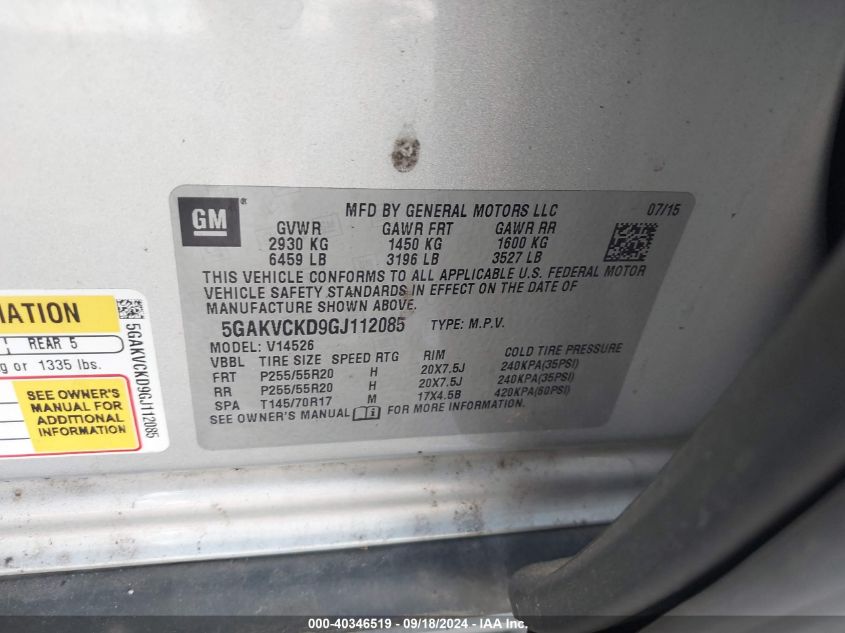 GM ®
MFD BY GENERAL MOTORS LLC 07/15
GVWR GAWR FRT GAWR RR
2930 KG 1450 KG 1600 KG
6459 LB 3196 LB 3527 LB
THIS VEHICLE CONFORMS TO ALL APPLICABLE U.S. FEDERAL MOTOR
VEHICLE SAFETY STANDARDS IN EFFECT ON THE DATE OF
MANUFACTURE SHOWN ABOVE.
5GAKVCKD9GJ112085 TYPE: M.P.V.
MODEL: V14526
VBBL TIRE SIZE SPEED RTG RIM COLD TIRE PRESSURE
FRT P255/55R20 H 20X7.5J 240KPA(35PSI)
RR P255/55R20 H 20X7.5J 240KPA(35PSI)
SPA T145/70R17 M 17X4.5B 420KPA(60PSI)
SEE OWNER'S MANUAL i FOR MORE INFORMATION.
MATION
REAR 5
g or 1335 lbs.
SEE OWNER'S
MANUAL FOR
ADDITIONAL
INFORMATION
5GAKVCKD9GJ112085
000-40346519 - 09/18/2024 - IAA Inc.